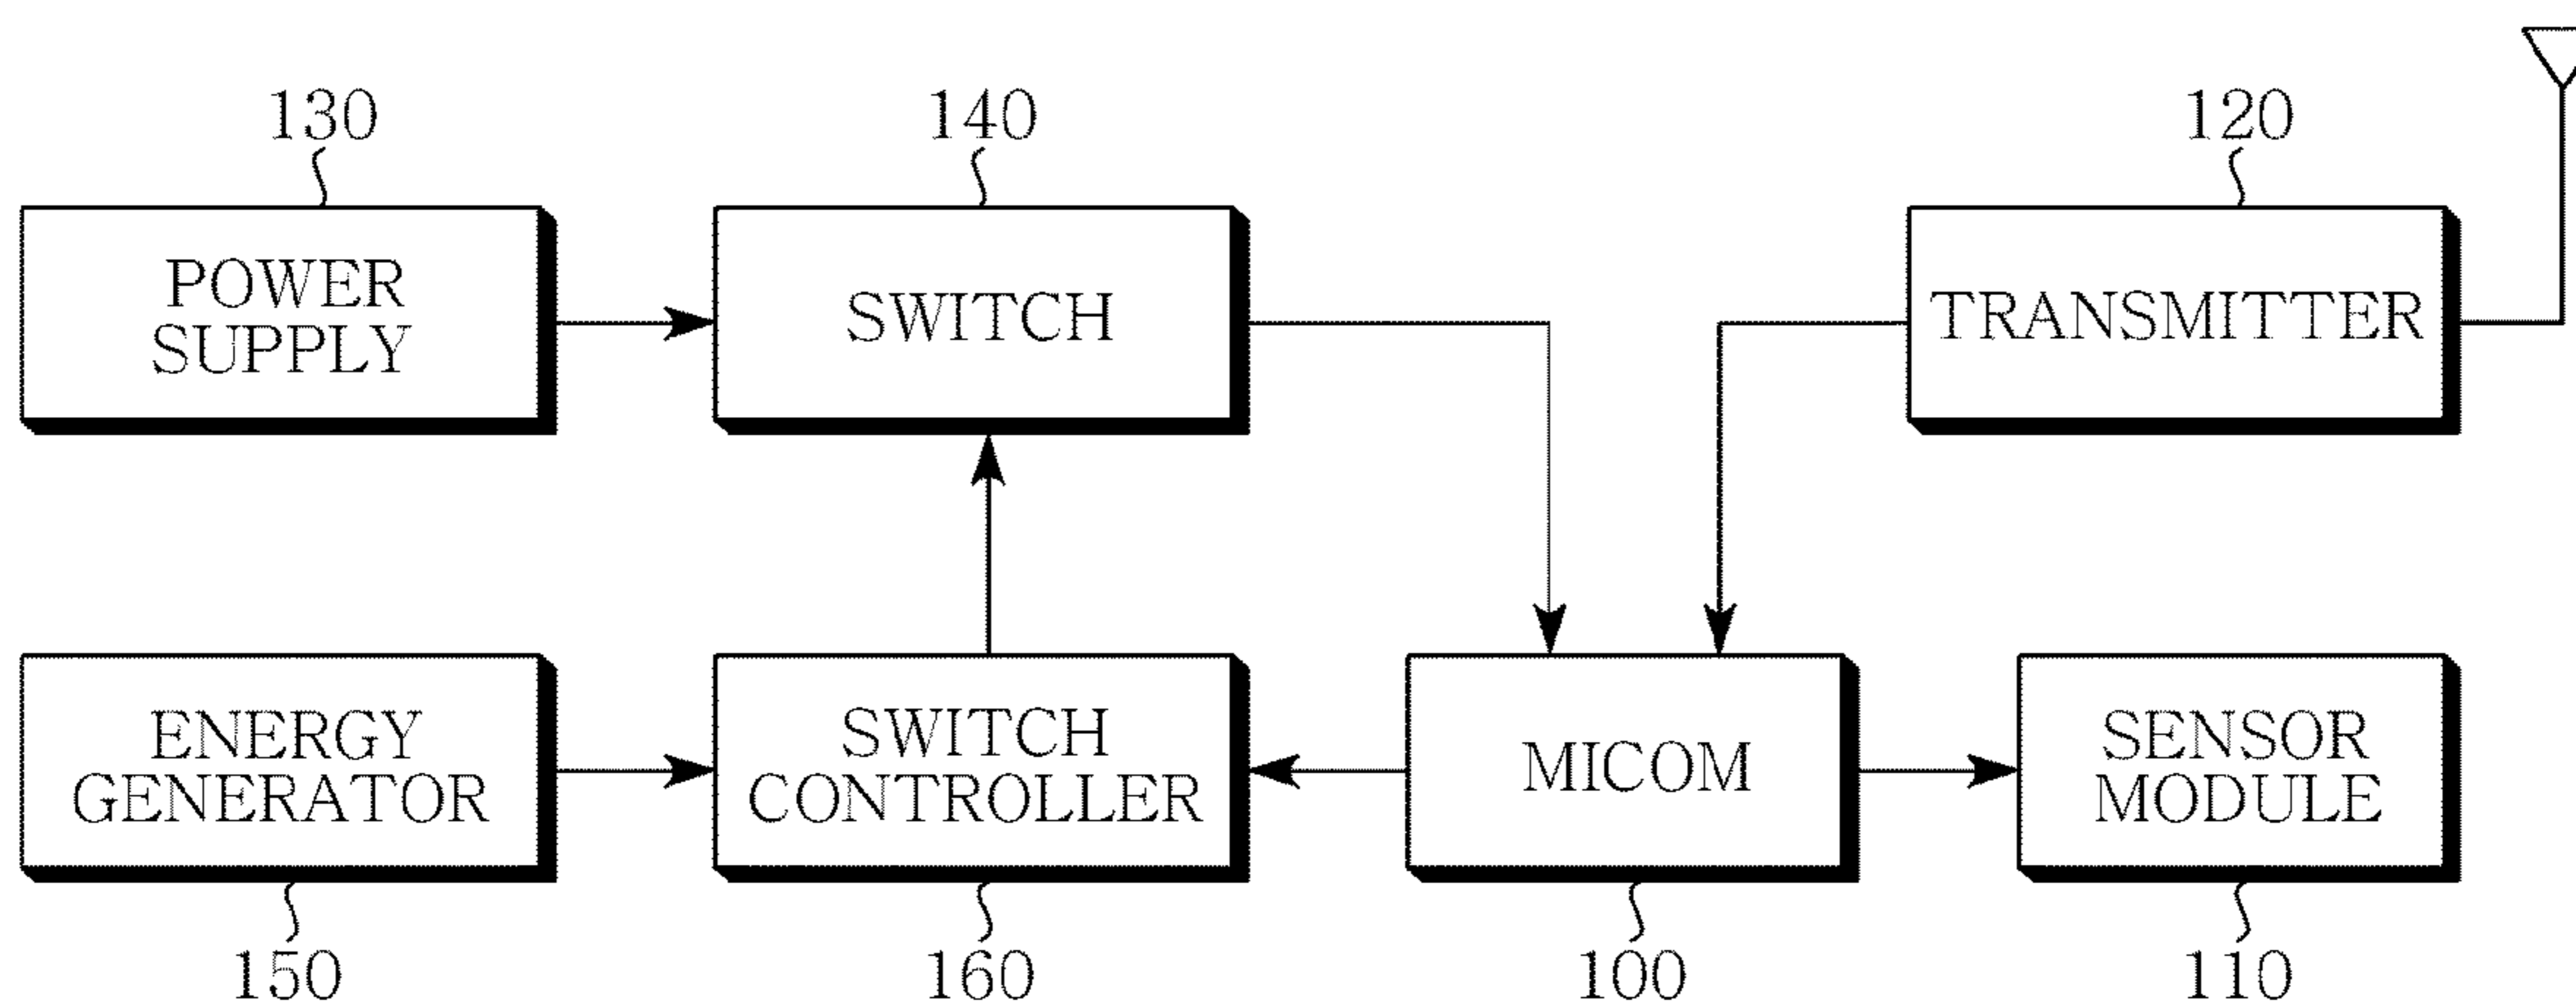 130
140
120
POWER
SUPPLY
SWITCH
TRANSMITTER
ENERGY
GENERATOR
SWITCH
CONTROLLER
MICOM
SENSOR
MODULE
150
160
100
110